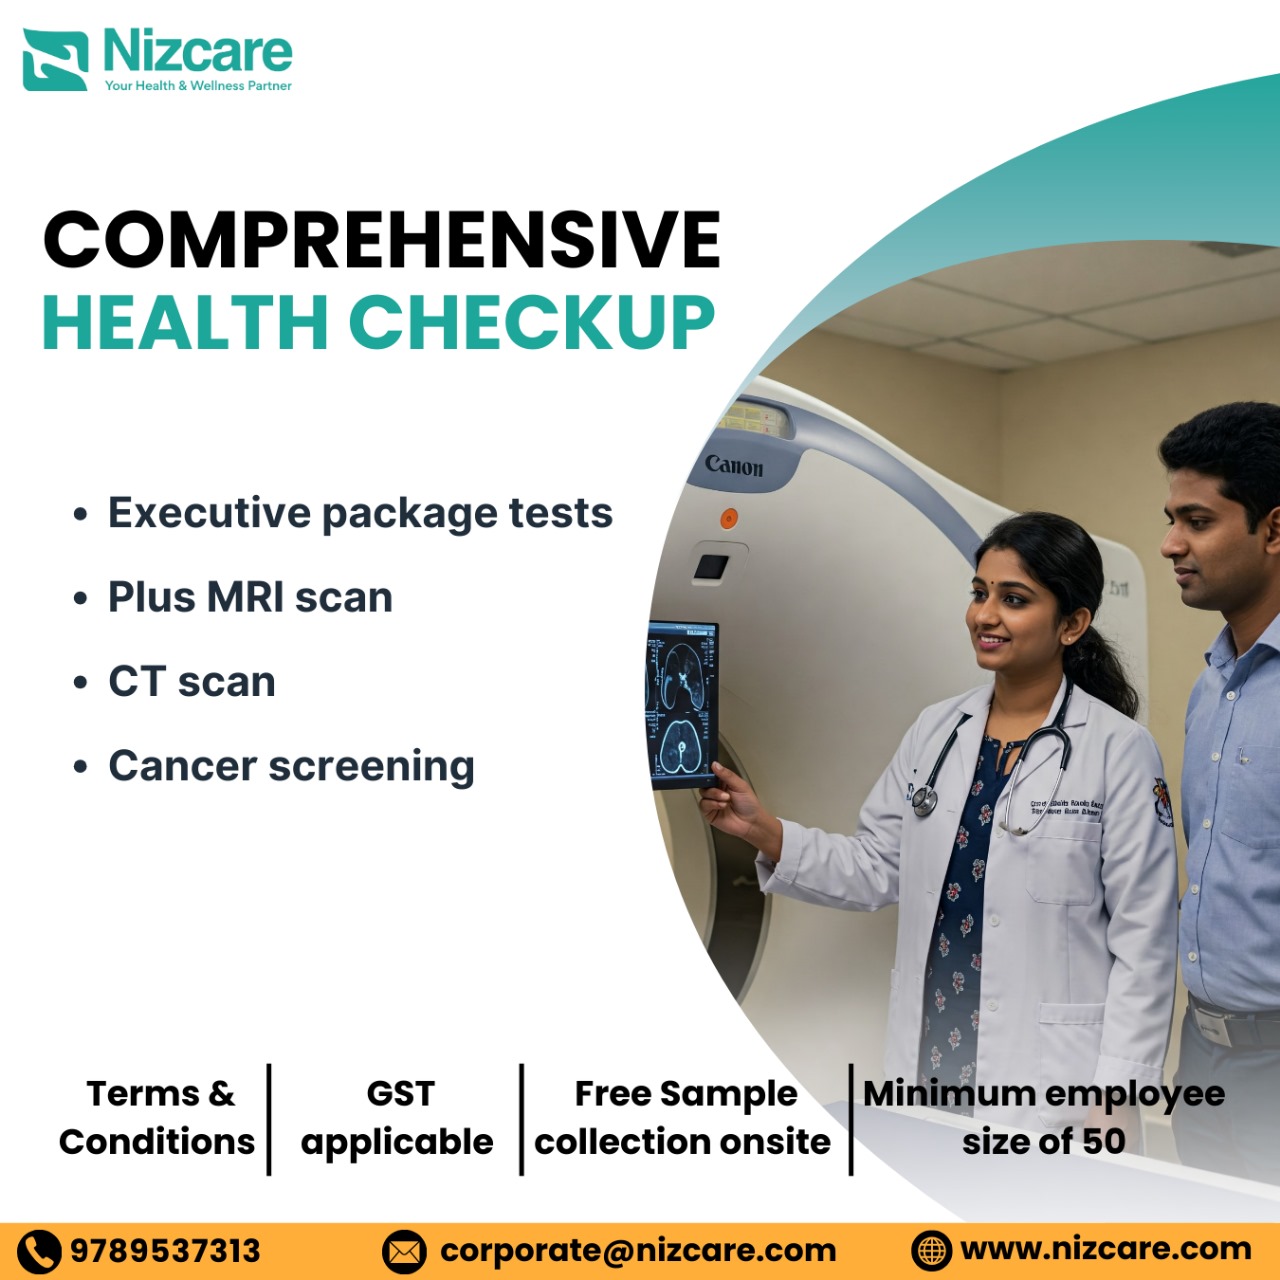 Nizcare
Your Health & Wellness Partner
COMPREHENSIVE
HEALTH CHECKUP
• Executive package tests
• Plus MRI scan
• CT scan
• Cancer screening
Canon
Terms &
Conditions
GST
applicable
Free Sample
collection onsite
Minimum employee
size of 50
9789537313
corporate@nizcare.com
www.nizcare.com